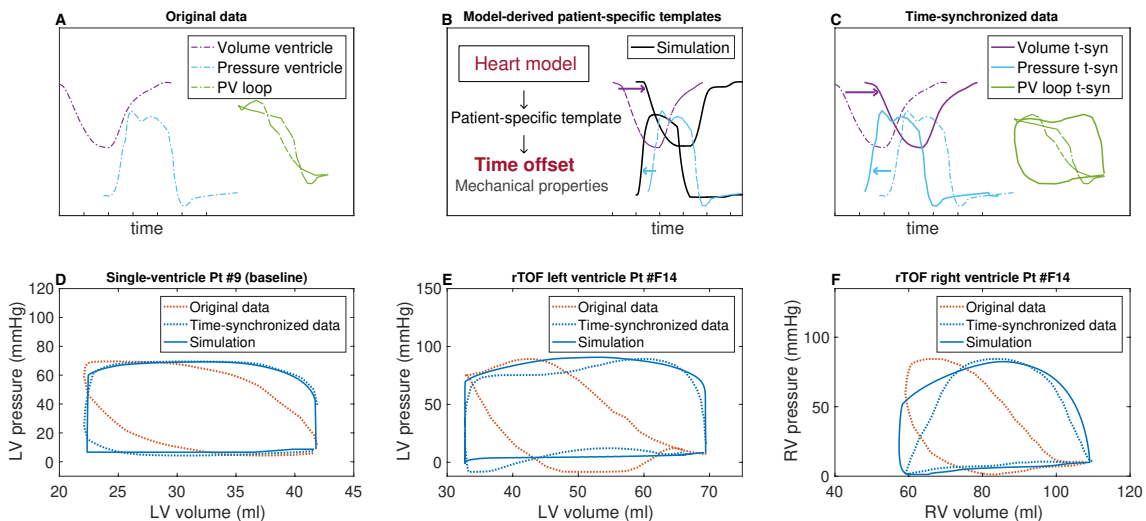 A Original data
Volume ventricle
Pressure ventricle
PV loop
time
B Model-derived patient-specific templates
Simulation
Heart model
Patient-specific template
Time offset
Mechanical properties
time
C Time-synchronized data
Volume t-syn
Pressure t-syn
PV loop t-syn
time
D Single-ventricle Pt #9 (baseline)
Original data
Time-synchronized data
Simulation
LV pressure (mmHg)
120
100
80
60
40
20
0
20 25 30 35 40 45
LV volume (ml)
E rTOF left ventricle Pt #F14
Original data
Time-synchronized data
Simulation
LV pressure (mmHg)
150
100
50
0
30 40 50 60 70
LV volume (ml)
F rTOF right ventricle Pt #F14
Original data
Time-synchronized data
Simulation
RV pressure (mmHg)
100
50
0
40 60 80 100 120
RV volume (ml)